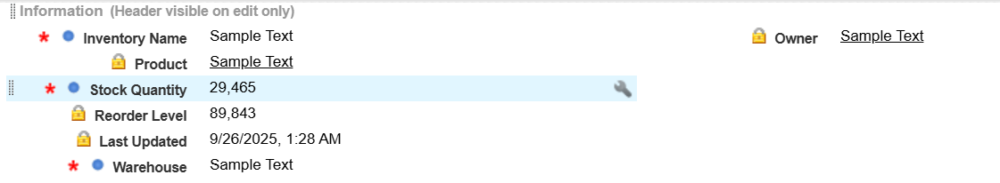 Information (Header visible on edit only)
* Inventory Name Sample Text
Owner Sample Text
Product Sample Text
* Stock Quantity 29,465
Reorder Level 89,843
Last Updated 9/26/2025, 1:28 AM
* Warehouse Sample Text